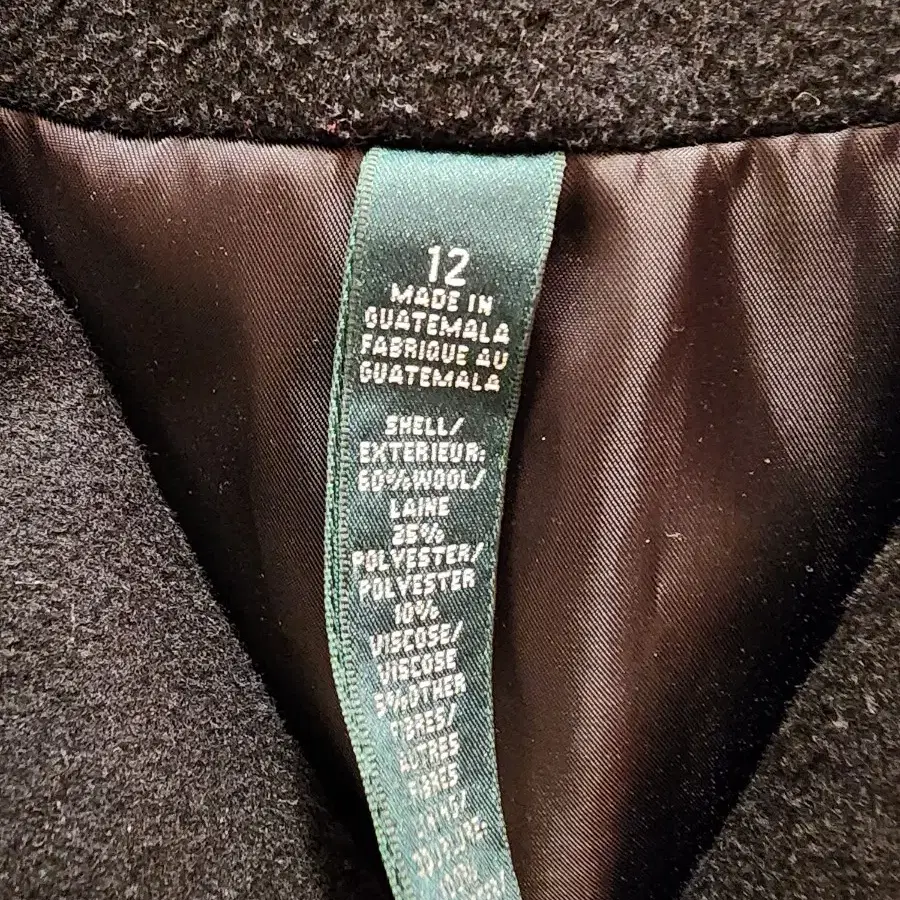 12
MADE IN
GUATEMALA
FABRIQUE AU
GUATEMALA
SHELL/
EXTERIEUR:
60%WOOL/
LAINE
25%
POLYESTER/
POLYESTER
10%
VISCOSE/
VISCOSE
5%OTHER
FIBRES/
AUTRES
FIBRES